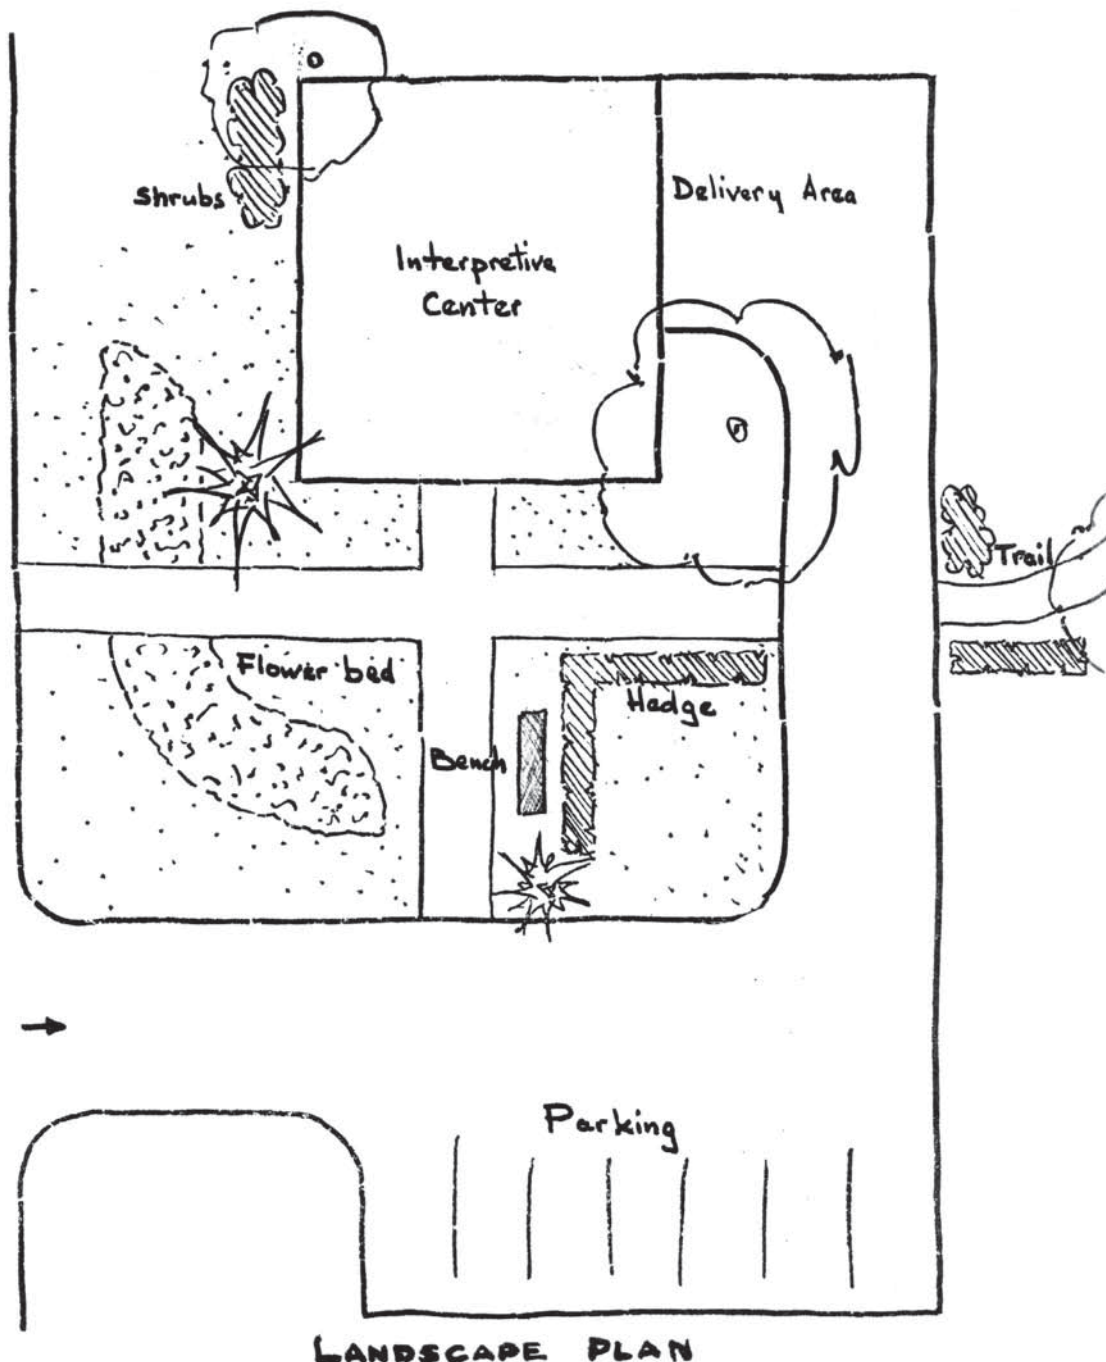 Shrubs
Delivery Area
Interpretive
Center
Trail
Flower bed
Hedge
Bench
Parking
LANDSCAPE PLAN